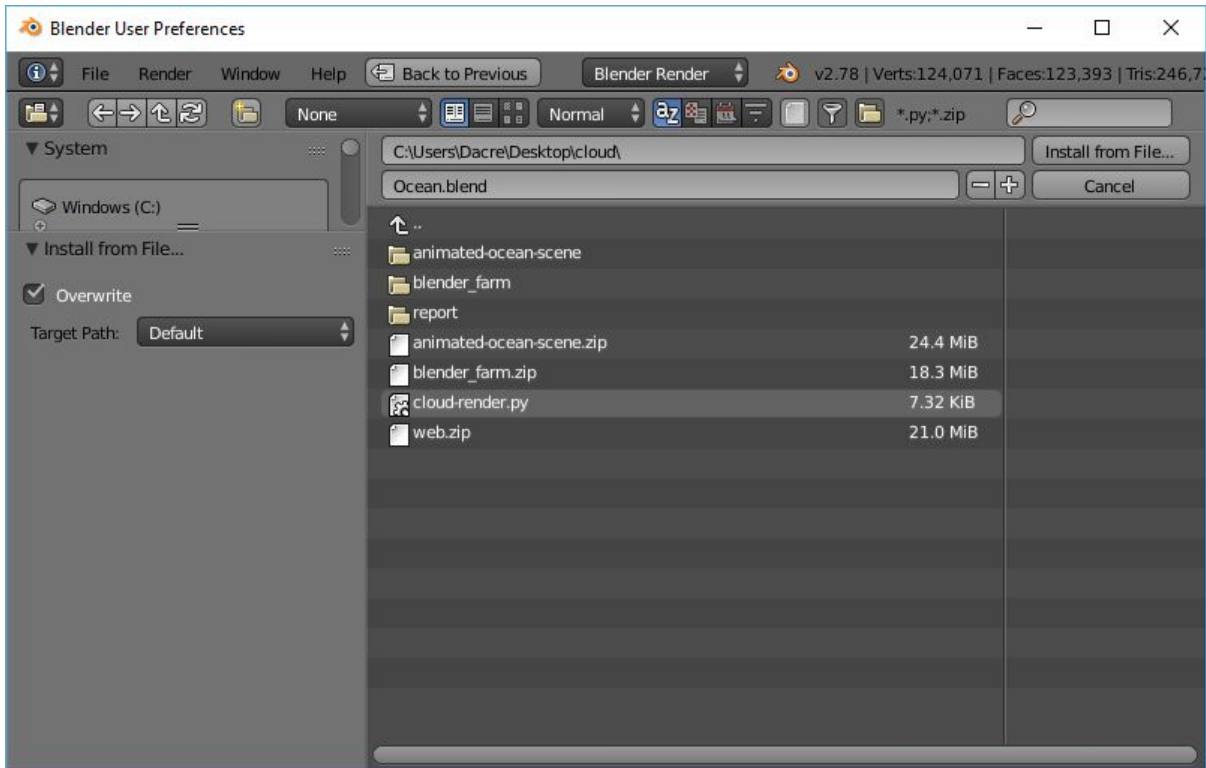 Blender User Preferences
File Render Window Help Back to Previous Blender Render v2.78 | Verts:124,071 | Faces:123,393 | Tris:246,7
None Normal *.py;*.zip
System
C:\Users\Dacre\Desktop\cloud\ Install from File...
Ocean.blend Cancel
Windows (C:)
..
Install from File...
animated-ocean-scene
blender_farm
Overwrite
report
Target Path: Default
animated-ocean-scene.zip 24.4 MiB
blender_farm.zip 18.3 MiB
cloud-render.py 7.32 KiB
web.zip 21.0 MiB